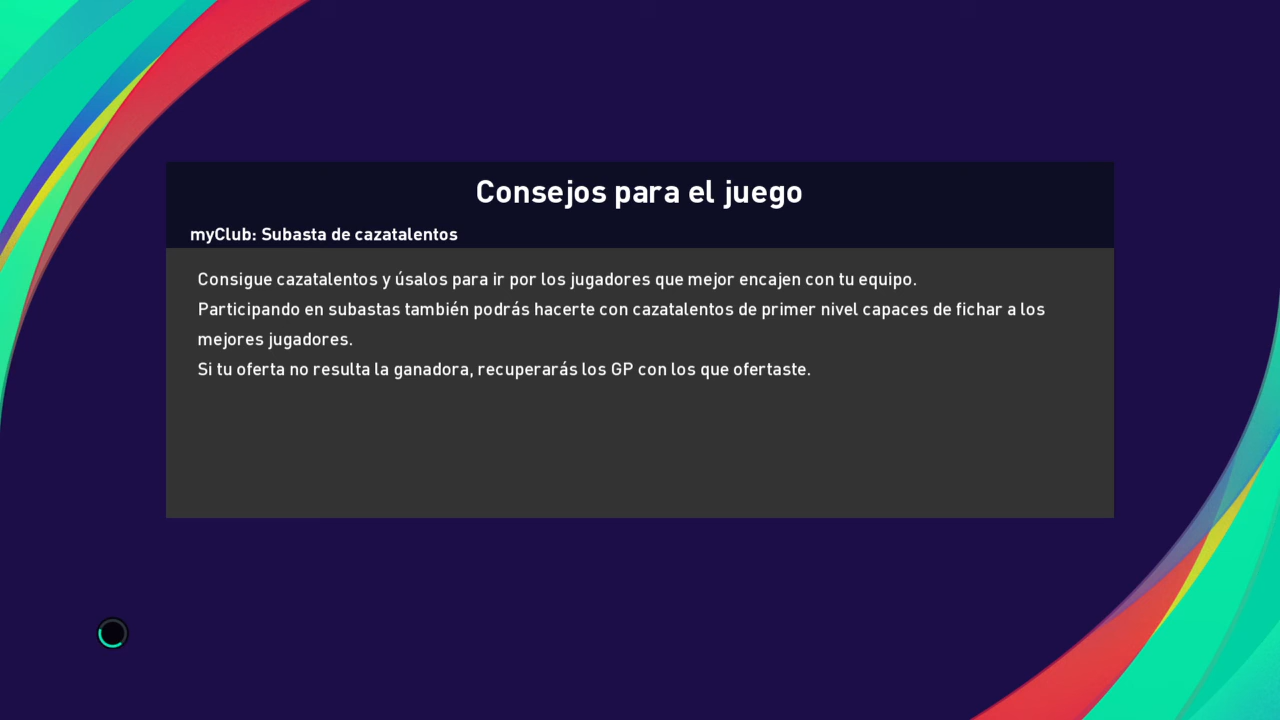 Consejos para el juego
myClub: Subasta de cazatalentos
Consigue cazatalentos y úsalos para ir por los jugadores que mejor encajen con tu equipo.
Participando en subastas también podrás hacerte con cazatalentos de primer nivel capaces de fichar a los
mejores jugadores.
Si tu oferta no resulta la ganadora, recuperarás los GP con los que ofertaste.